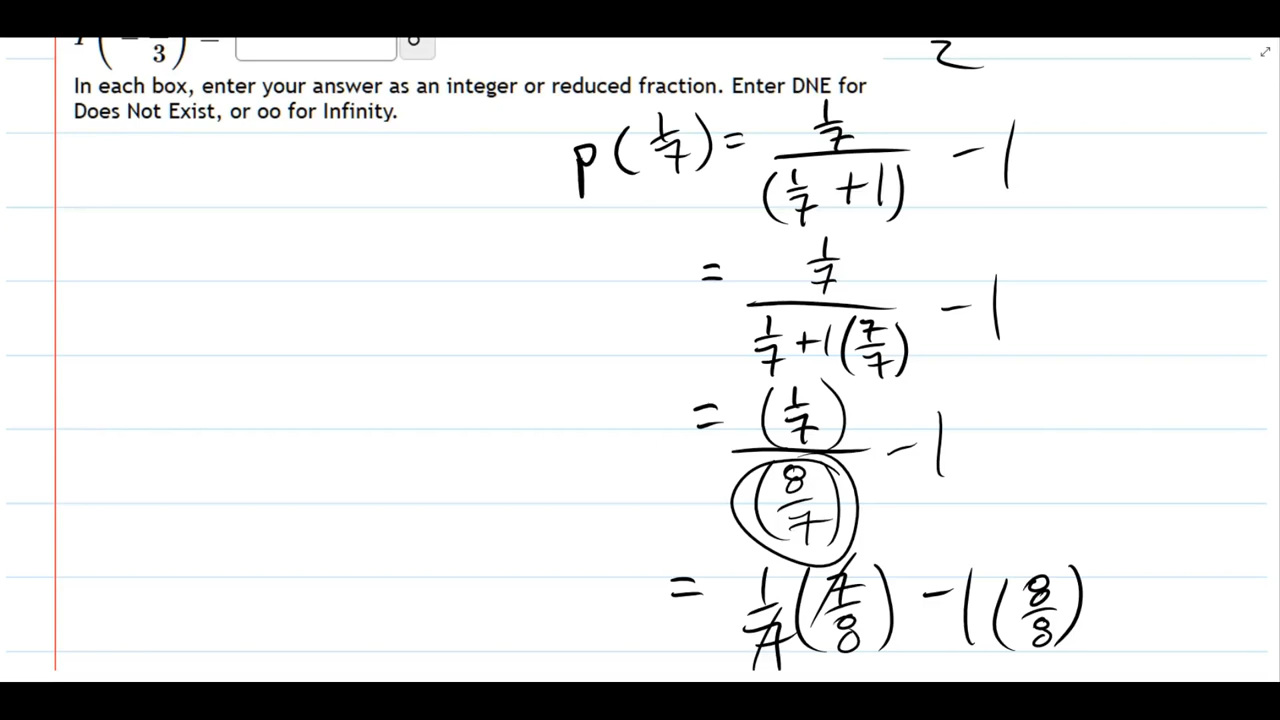 3
In each box, enter your answer as an integer or reduced fraction. Enter DNE for
Does Not Exist, or oo for Infinity.
2
p(1/7) = (1/7)/(1/7 + 1) - 1
= (1/7)/(1/7 + 1(7/7)) - 1
= (1/7)/(8/7) - 1
= 1/7 (7/8) - 1 (8/8)